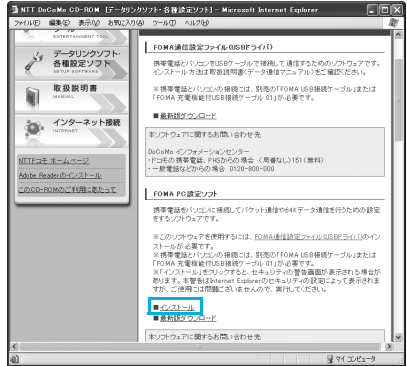 NTT DoCoMo CD-ROM [データリンクソフト・各種設定ソフト] - Microsoft Internet Explorer
ファイル(F) 編集(E) 表示(V) お気に入り(A) ツール(T) ヘルプ(H)
ENTERTAINMENT TOOL
データリンクソフト・
各種設定ソフト
SETUP SOFTWARE
取扱説明書
MANUAL
インターネット接続
INTERNET
NTTドコモ ホームページ
Adobe Readerのインストール
このCD-ROMのご利用にあたって
FOMA通信設定ファイル(USBドライバ)
携帯電話とパソコンをUSBケーブルで接続して通信するためのソフトウェアです。
インストール方法は取扱説明書(データ通信マニュアル)をご確認ください。
※携帯電話とパソコンの接続には、別売の「FOMA USB接続ケーブル」または
「FOMA 充電機能付USB接続ケーブル 01」が必要です。
■最新版ダウンロード
本ソフトウェアに関するお問い合わせ先
DoCoMo インフォメーションセンター
・ドコモの携帯電話、PHSからの場合 (局番なし)151(無料)
・一般電話などからの場合 0120-800-000
FOMA PC設定ソフト
携帯電話をパソコンに接続してパケット通信や64Kデータ通信を行うための設定
をするソフトウェアです。
※このソフトウェアを使用するには、FOMA通信設定ファイル(USBドライバ)のイン
ストールが必要です。
※携帯電話とパソコンの接続には、別売の「FOMA USB接続ケーブル」または
「FOMA 充電機能付USB接続ケーブル 01」が必要です。
※「インストール」をクリックすると、セキュリティの警告画面が表示される場合が
あります。本警告はInternet Explorerのセキュリティの設定によって表示されま
すが、ご使用には問題ございませんので、実行してください。
■インストール
■最新版ダウンロード
本ソフトウェアに関するお問い合わせ先
マイ コンピュータ